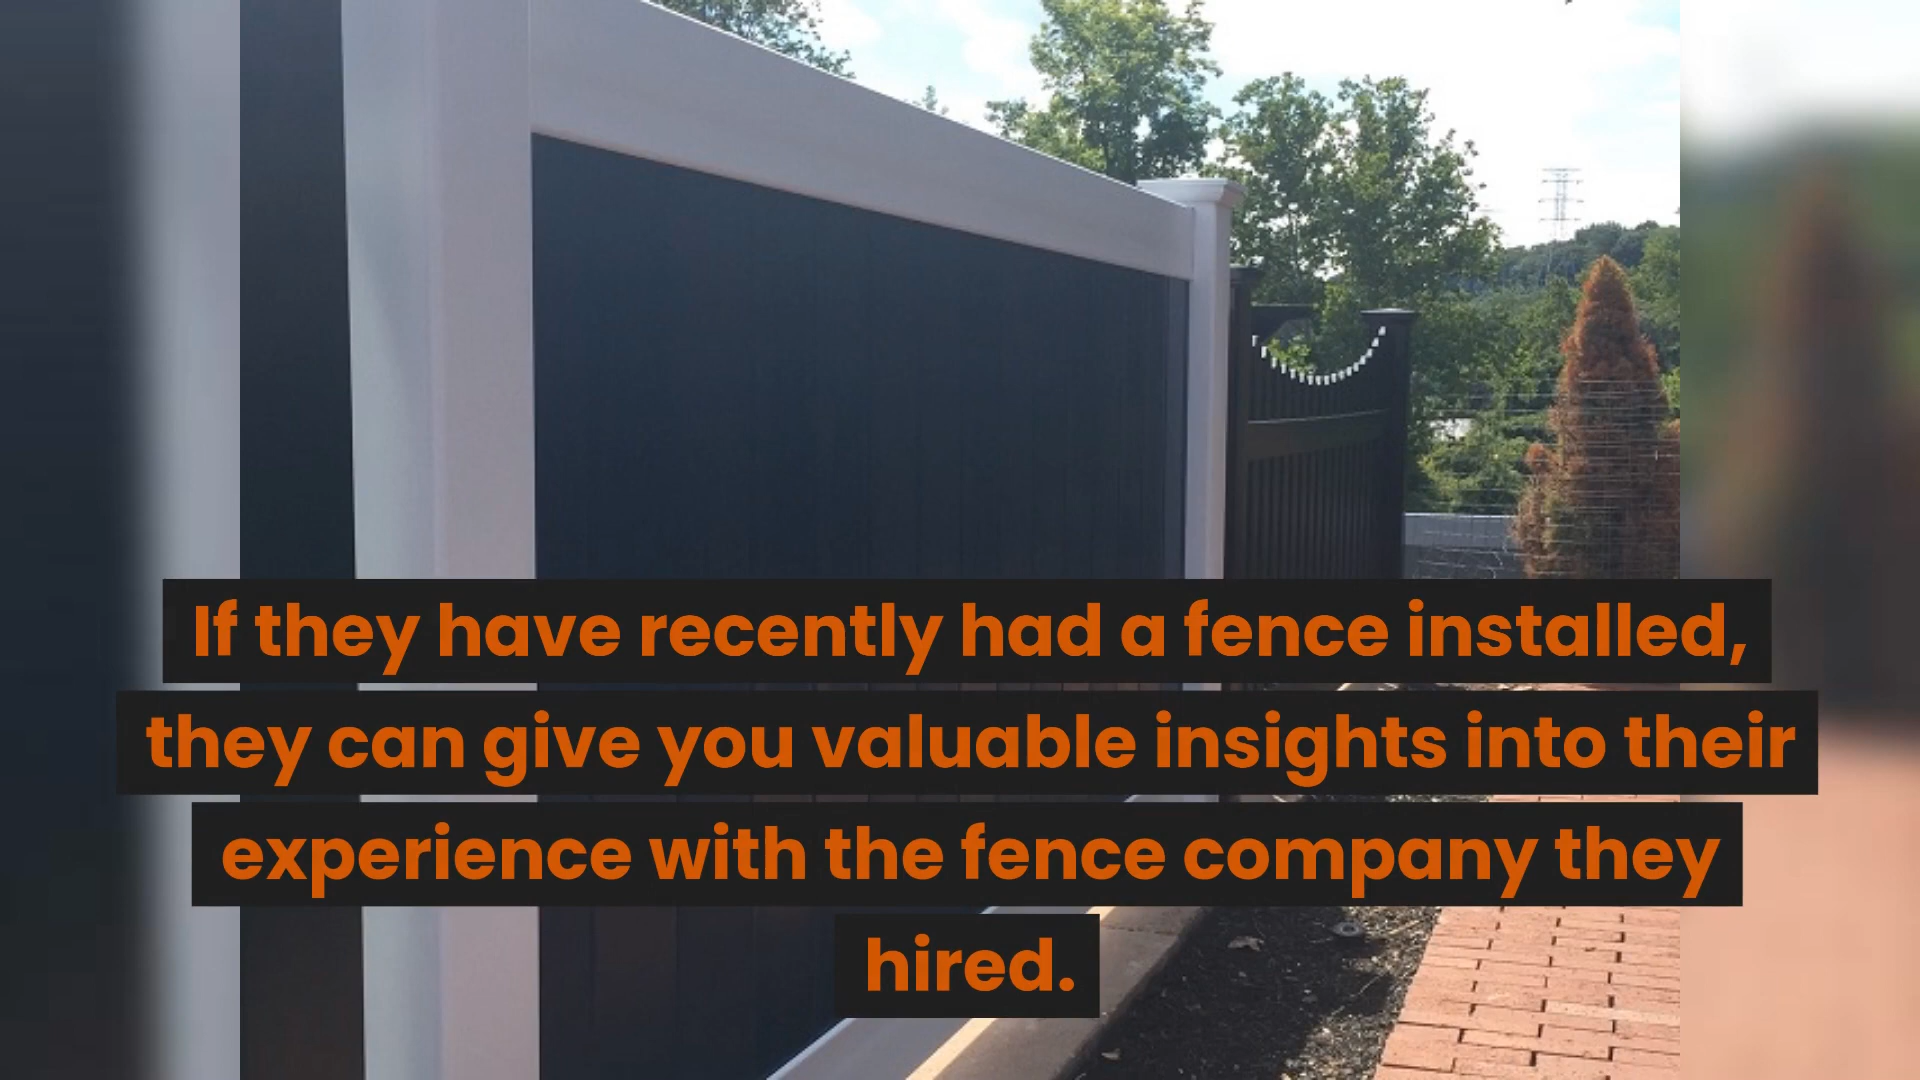 If they have recently had a fence installed,
they can give you valuable insights into their
experience with the fence company they
hired.